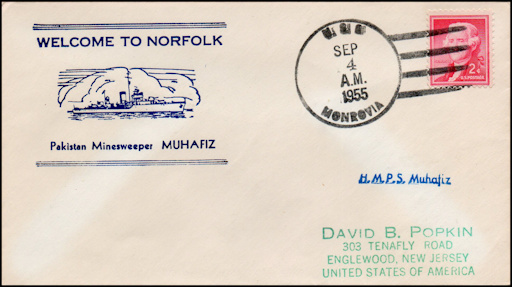 WELCOME TO NORFOLK
Pakistan Minesweeper MUHAFIZ
SEP
4
A.M.
1955
MONROVIA
2¢
U.S. POSTAGE
H.M.P.S. Muhafiz
DAVID B. POPKIN
303 TENAFLY ROAD
ENGLEWOOD, NEW JERSEY
UNITED STATES OF AMERICA